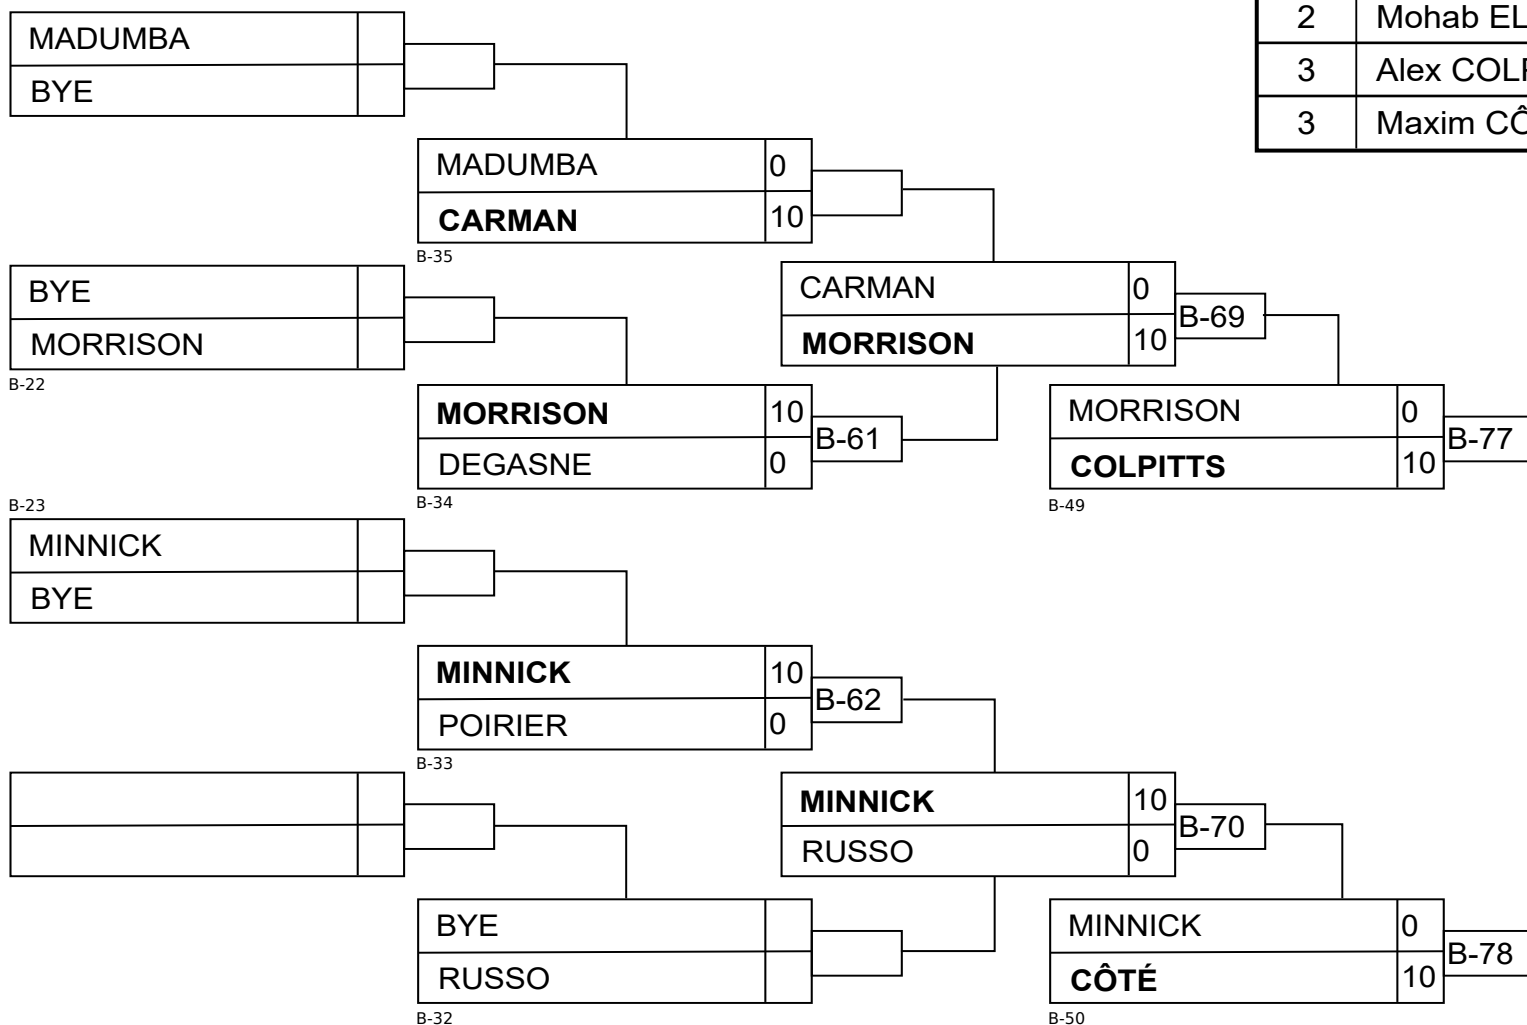 MADUMBA
BYE
2 Mohab EL
3 Alex COLP
3 Maxim CÔ
MADUMBA 0
CARMAN 10
B-35
BYE
MORRISON
B-22
CARMAN 0
MORRISON 10
B-69
MORRISON 10
DEGASNE 0
B-61
B-34
MORRISON 0
COLPITTS 10
B-77
B-49
B-23
MINNICK
BYE
MINNICK 10
POIRIER 0
B-62
B-33
MINNICK 10
RUSSO 0
B-70
BYE
RUSSO
B-32
MINNICK 0
CÔTÉ 10
B-78
B-50